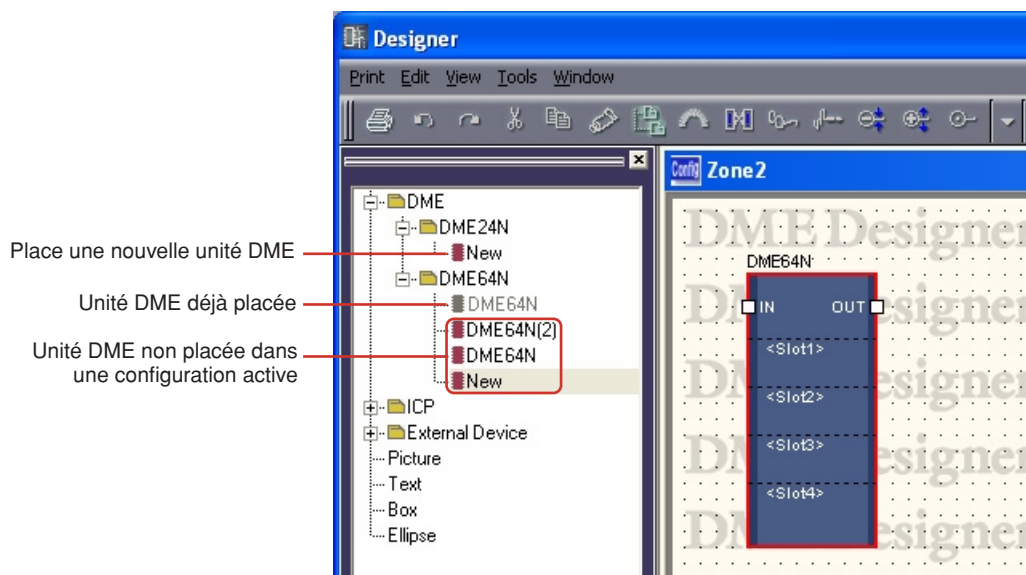 Designer
Print Edit View Tools Window
Config Zone2
DME
DME24N
Place une nouvelle unité DME
New
DME64N
Unité DME déjà placée
DME64N
DME64N(2)
Unité DME non placée dans
une configuration active
DME64N
New
ICP
External Device
Picture
Text
Box
Ellipse
DME Designer
DME64N
IN OUT
<Slot1>
<Slot2>
<Slot3>
<Slot4>